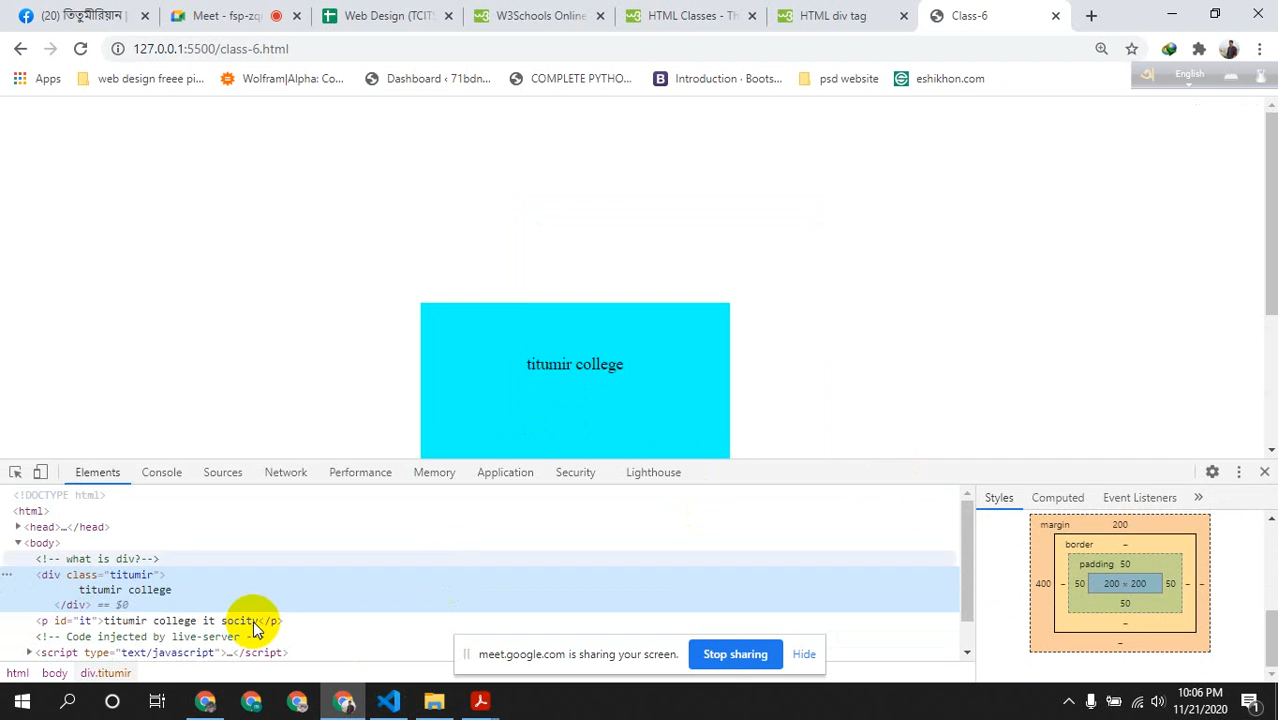 (20) তিতুমীরিয়ান
Meet - fsp-zq
Web Design (TCITS
W3Schools Online
HTML Classes - Th
HTML div tag
Class-6
127.0.0.1:5500/class-6.html
Apps
web design freee pi...
Wolfram|Alpha: Co...
Dashboard ‹ 71bdn...
COMPLETE PYTHO...
Introduction · Boots...
psd website
eshikhon.com
English
titumir college
Elements
Console
Sources
Network
Performance
Memory
Application
Security
Lighthouse
<!DOCTYPE html>
<html>
<head>…</head>
<body>
<!-- what is div?-->
<div class="titumir">
titumir college
</div> == $0
<p id="it">titumir college it socity</p>
<!-- Code injected by live-server -
<script type="text/javascript">…</script>
html body div.titumir
Styles
Computed
Event Listeners
margin 200
border –
padding 50
400 – 50 200 × 200 50 – –
50
–
–
meet.google.com is sharing your screen.
Stop sharing
Hide
10:06 PM
11/21/2020
1